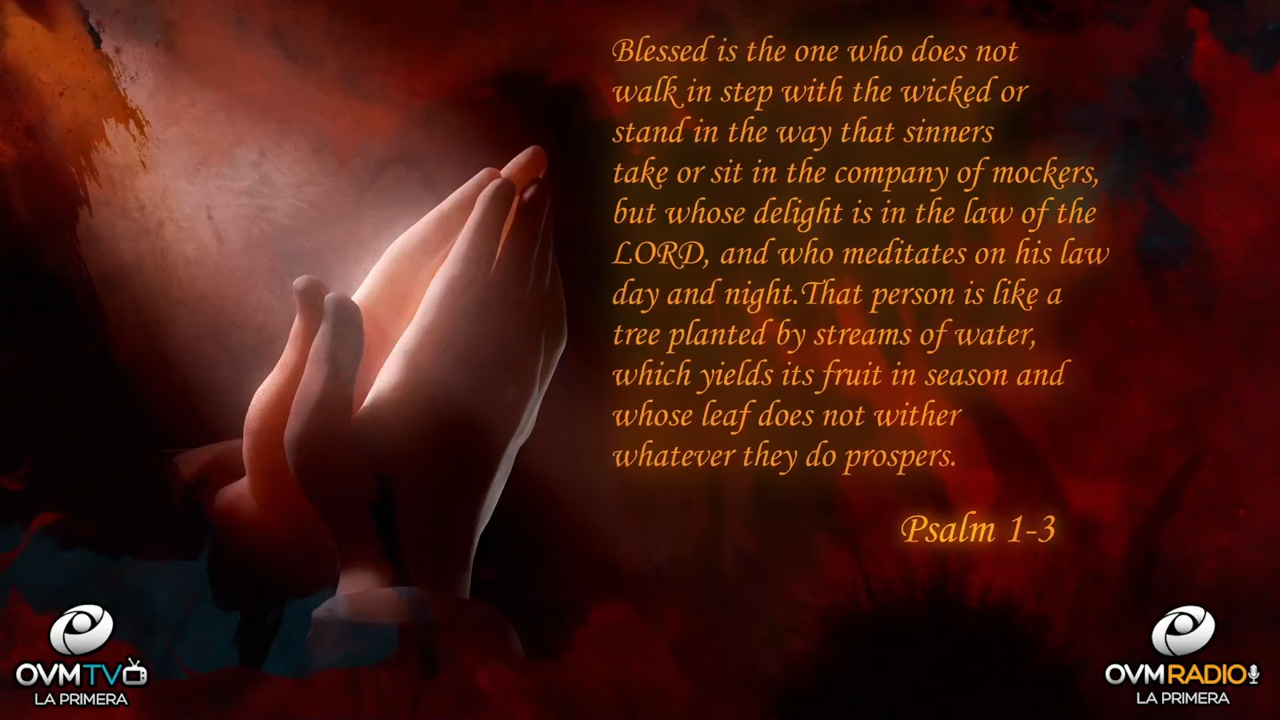 Blessed is the one who does not
walk in step with the wicked or
stand in the way that sinners
take or sit in the company of mockers,
but whose delight is in the law of the
LORD, and who meditates on his law
day and night.That person is like a
tree planted by streams of water,
which yields its fruit in season and
whose leaf does not wither
whatever they do prospers.
Psalm 1-3
OVMTV
LA PRIMERA
OVMRADIO
LA PRIMERA